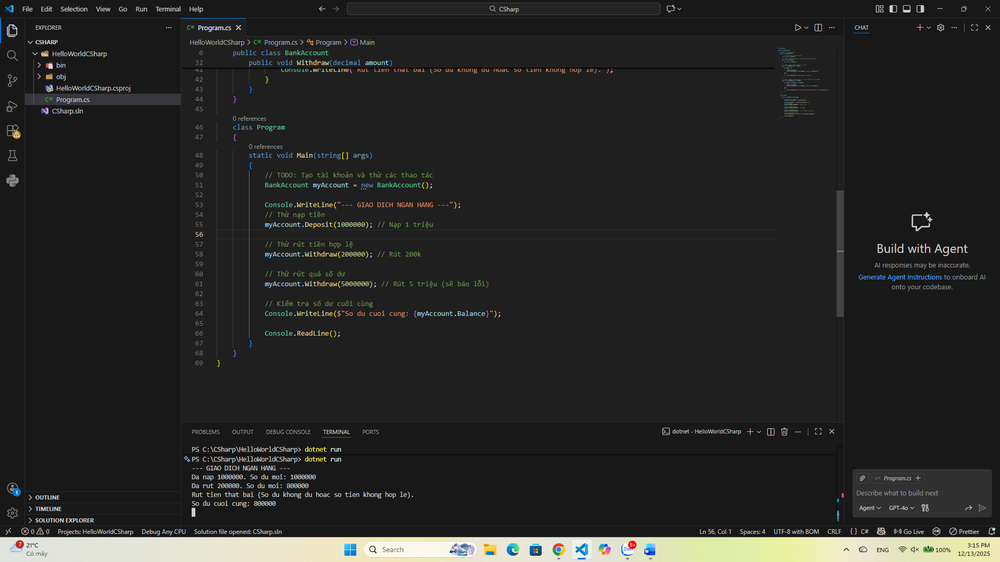 File Edit Selection View Go Run Terminal Help
CSharp
EXPLORER
CSHARP
HelloWorldCSharp
bin
obj
HelloWorldCSharp.csproj
Program.cs
CSharp.sln
OUTLINE
TIMELINE
SOLUTION EXPLORER
C# Program.cs
HelloWorldCSharp > C# Program.cs > Program > Main
6 public class BankAccount
32 public void Withdraw(decimal amount)
41 Console.WriteLine("Rut tien that bai (So du khong du hoac so tien khong hop le).");
42 }
43 }
44 }
45
0 references
46 class Program
47 {
0 references
48 static void Main(string[] args)
49 {
50 // TODO: Tạo tài khoản và thử các thao tác
51 BankAccount myAccount = new BankAccount();
52
53 Console.WriteLine("--- GIAO DICH NGAN HANG ---");
54 // Thử nạp tiền
55 myAccount.Deposit(1000000); // Nạp 1 triệu
56
57 // Thử rút tiền hợp lệ
58 myAccount.Withdraw(200000); // Rút 200k
59
60 // Thử rút quá số dư
61 myAccount.Withdraw(5000000); // Rút 5 triệu (sẽ báo lỗi)
62
63 // Kiểm tra số dư cuối cùng
64 Console.WriteLine($"So du cuoi cung: {myAccount.Balance}");
65
66 Console.ReadLine();
67 }
68 }
69 }
PROBLEMS OUTPUT DEBUG CONSOLE TERMINAL PORTS
dotnet - HelloWorldCSharp
PS C:\CSharp\HelloWorldCSharp> dotnet run
PS C:\CSharp\HelloWorldCSharp> dotnet run
--- GIAO DICH NGAN HANG ---
Da nap 1000000. So du moi: 1000000
Da rut 200000. So du moi: 800000
Rut tien that bai (So du khong du hoac so tien khong hop le).
So du cuoi cung: 800000
CHAT
Build with Agent
AI responses may be inaccurate.
Generate Agent Instructions to onboard AI
onto your codebase.
C# Program.cs
Describe what to build next
Agent GPT-4o
1
0 0 Projects: HelloWorldCSharp Debug Any CPU Solution file opened: CSharp.sln
Ln 56, Col 1 Spaces: 4 UTF-8 with BOM CRLF { } C# Go Live Prettier
7
21°C
Có mây
Search
Zalo
5+
ENG
100%
3:15 PM
12/13/2025